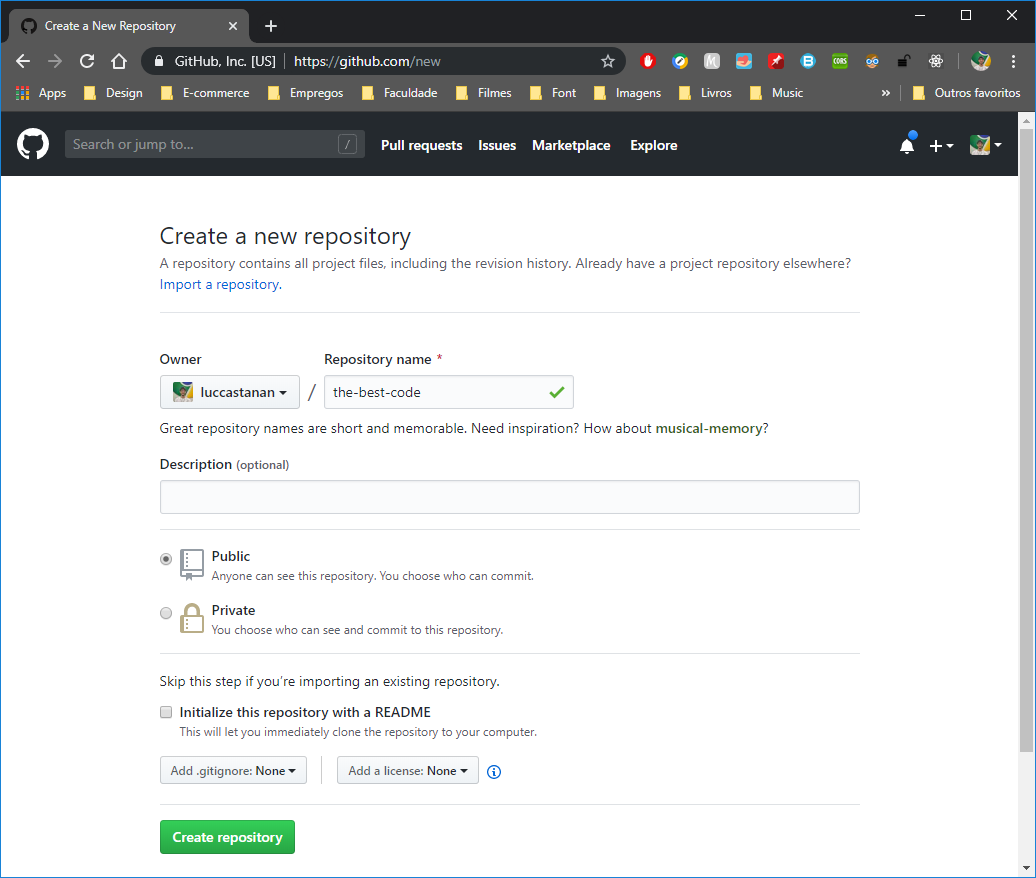 Create a New Repository
GitHub, Inc. [US] https://github.com/new
M B CORS
Apps Design E-commerce Empregos Faculdade Filmes Font Imagens Livros Music » Outros favoritos
Search or jump to... / Pull requests Issues Marketplace Explore
Create a new repository
A repository contains all project files, including the revision history. Already have a project repository elsewhere?
Import a repository.
Owner Repository name *
luccastanan / the-best-code
Great repository names are short and memorable. Need inspiration? How about musical-memory?
Description (optional)
Public
Anyone can see this repository. You choose who can commit.
Private
You choose who can see and commit to this repository.
Skip this step if you’re importing an existing repository.
Initialize this repository with a README
This will let you immediately clone the repository to your computer.
Add .gitignore: None Add a license: None
Create repository